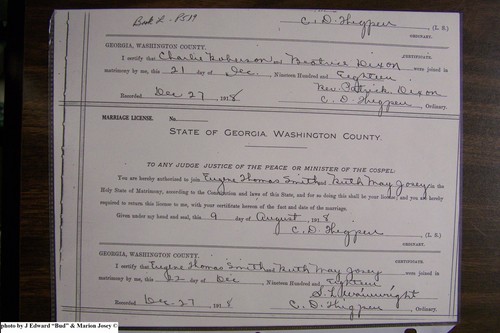 Book L - P519
C. D. Thigpen, (L. S.)
ORDINARY.
GEORGIA, WASHINGTON COUNTY. CERTIFICATE.
I certify that Charlie Roberson and Beatrice Dixon were joined in
matrimony by me, this 21 day of Dec. Nineteen Hundred and Eighteen
Rev. Patrick Dixon
Recorded Dec 27 1918 C. D. Thigpen, Ordinary.
MARRIAGE LICENSE. No.
STATE OF GEORGIA, WASHINGTON COUNTY.
TO ANY JUDGE JUSTICE OF THE PEACE OR MINISTER OF THE GOSPEL:
You are hereby authorized to join Eugene Thomas Smith and Ruth May Josey in the
Holy State of Matrimony, according to the Constitution and laws of this State, and for so doing this shall be your license; and you are hereby
required to return this license to me, with your certificate hereon of the fact and date of the marriage.
Given under my hand and seal, this 9 day of August, 1918
C. D. Thigpen (L. S.)
ORDINARY.
GEORGIA, WASHINGTON COUNTY. CERTIFICATE.
I certify that Eugene Thomas Smith and Ruth May Josey were joined in
matrimony by me, this 22 day of Dec Nineteen Hundred and Eighteen
S. L. Wainwright
Recorded Dec-27 1918 C. D. Thigpen, Ordinary.
photo by J Edward "Bud" & Marion Josey ©